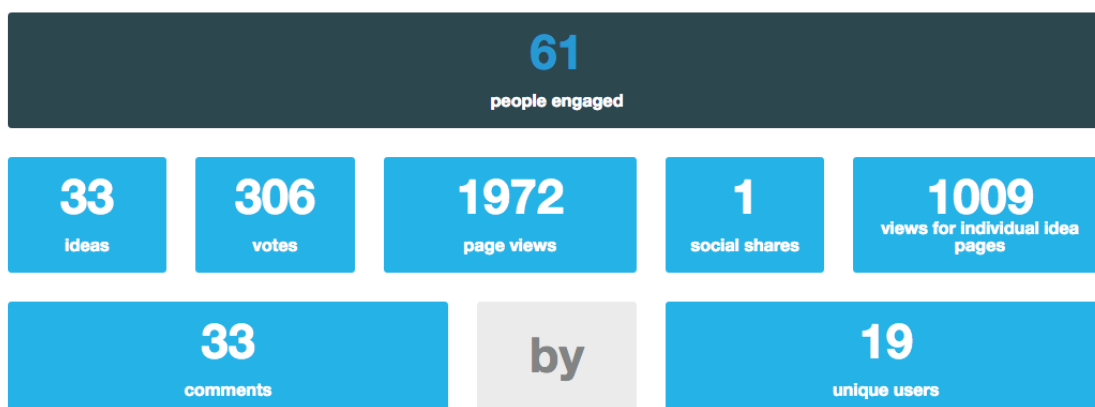 61
people engaged
33
ideas
306
votes
1972
page views
1
social shares
1009
views for individual idea
pages
33
comments
by
19
unique users